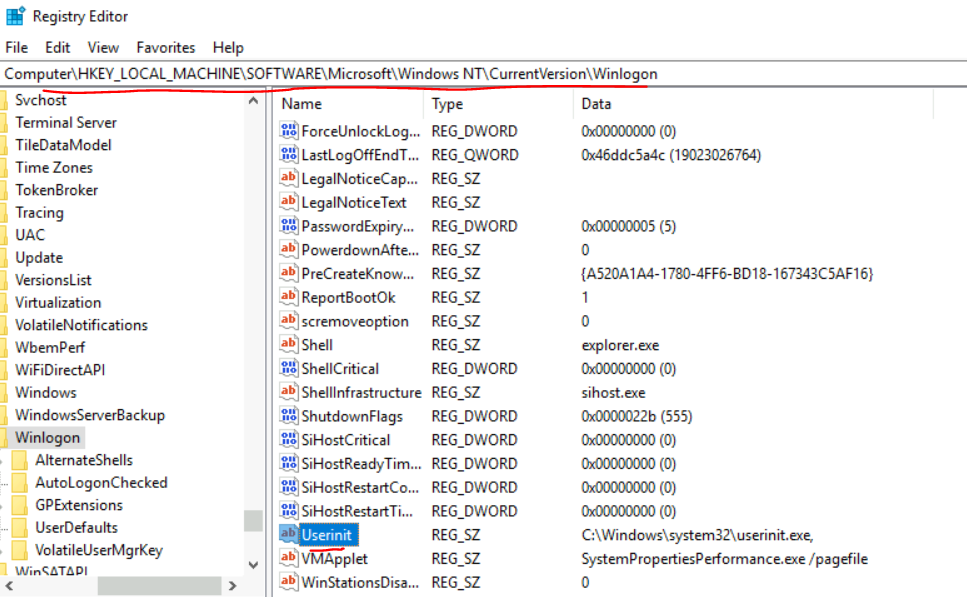 Registry Editor
File Edit View Favorites Help
Computer\HKEY_LOCAL_MACHINE\SOFTWARE\Microsoft\Windows NT\CurrentVersion\Winlogon
Svchost
Terminal Server
TileDataModel
Time Zones
TokenBroker
Tracing
UAC
Update
VersionsList
Virtualization
VolatileNotifications
WbemPerf
WiFiDirectAPI
Windows
WindowsServerBackup
Winlogon
AlternateShells
AutoLogonChecked
GPExtensions
UserDefaults
VolatileUserMgrKey
WinSATAPI
Name Type Data
ForceUnlockLog... REG_DWORD 0x00000000 (0)
LastLogOffEndT... REG_QWORD 0x46ddc5a4c (19023026764)
LegalNoticeCap... REG_SZ
LegalNoticeText REG_SZ
PasswordExpiry... REG_DWORD 0x00000005 (5)
PowerdownAfte... REG_SZ 0
PreCreateKnow... REG_SZ {A520A1A4-1780-4FF6-BD18-167343C5AF16}
ReportBootOk REG_SZ 1
scremoveoption REG_SZ 0
Shell REG_SZ explorer.exe
ShellCritical REG_DWORD 0x00000000 (0)
ShellInfrastructure REG_SZ sihost.exe
ShutdownFlags REG_DWORD 0x0000022b (555)
SiHostCritical REG_DWORD 0x00000000 (0)
SiHostReadyTim... REG_DWORD 0x00000000 (0)
SiHostRestartCo... REG_DWORD 0x00000000 (0)
SiHostRestartTi... REG_DWORD 0x00000000 (0)
Userinit REG_SZ C:\Windows\system32\userinit.exe,
VMApplet REG_SZ SystemPropertiesPerformance.exe /pagefile
WinStationsDisa... REG_SZ 0